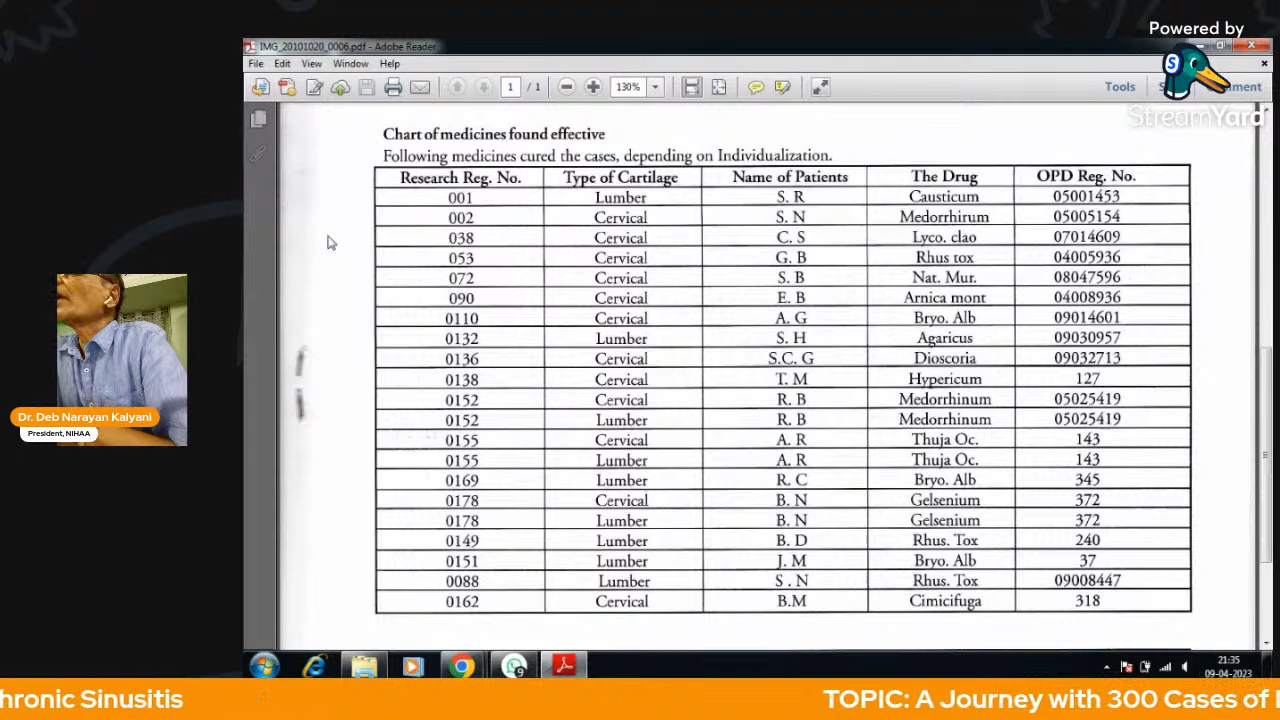 Powered by
StreamYard
IMG_20101020_0006.pdf - Adobe Reader
File Edit View Window Help
1 / 1 130% Tools
Chart of medicines found effective
Following medicines cured the cases, depending on Individualization.
Research Reg. No. Type of Cartilage Name of Patients The Drug OPD Reg. No.
001 Lumber S. R Causticum 05001453
002 Cervical S. N Medorrhirum 05005154
038 Cervical C. S Lyco. clao 07014609
053 Cervical G. B Rhus tox 04005936
072 Cervical S. B Nat. Mur. 08047596
090 Cervical E. B Arnica mont 04008936
0110 Cervical A. G Bryo. Alb 09014601
0132 Lumber S. H Agaricus 09030957
0136 Cervical S.C. G Dioscoria 09032713
0138 Cervical T. M Hypericum 127
0152 Cervical R. B Medorrhinum 05025419
0152 Lumber R. B Medorrhinum 05025419
0155 Cervical A. R Thuja Oc. 143
0155 Lumber A. R Thuja Oc. 143
0169 Lumber R. C Bryo. Alb 345
0178 Cervical B. N Gelsenium 372
0178 Lumber B. N Gelsenium 372
0149 Lumber B. D Rhus. Tox 240
0151 Lumber J. M Bryo. Alb 37
0088 Lumber S . N Rhus. Tox 09008447
0162 Cervical B.M Cimicifuga 318
Dr. Deb Narayan Kalyani
President, NIHAA
21:35
09-04-2023
hronic Sinusitis TOPIC: A Journey with 300 Cases of